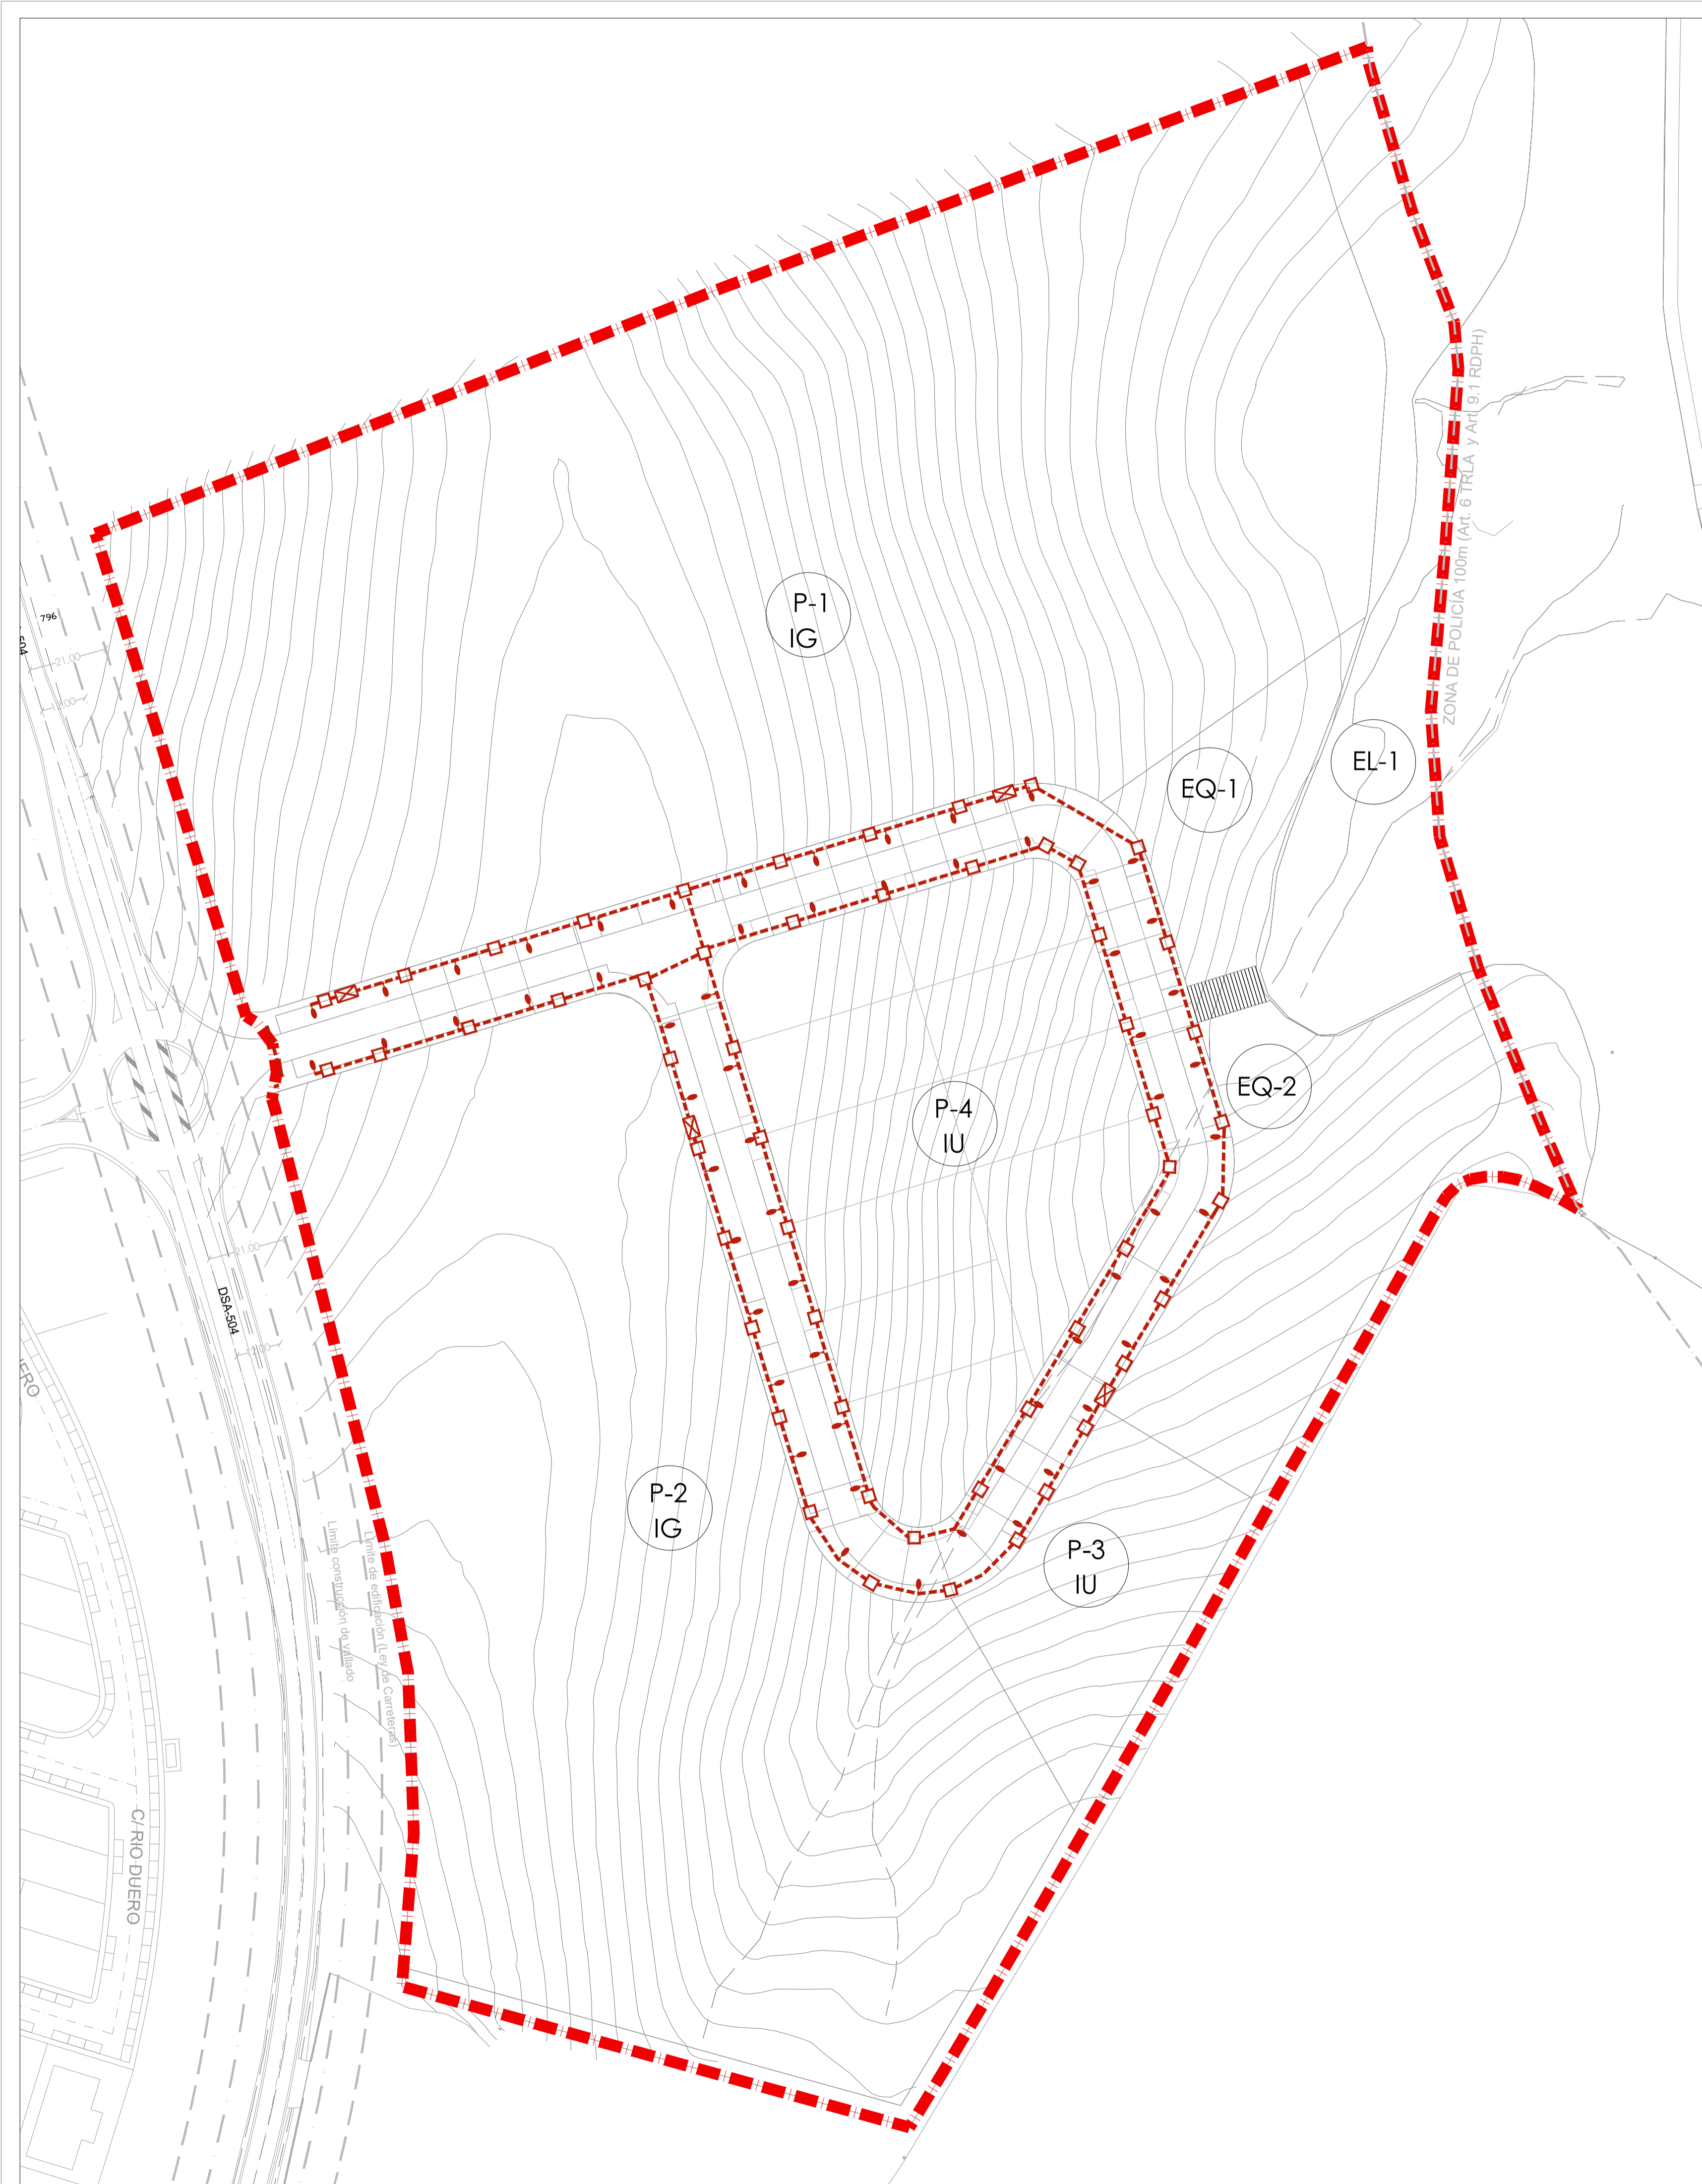 P-1
IG
EQ-1
EL-1
P-4
IU
EQ-2
P-2
IG
P-3
IU
ZONA DE POLICÍA 100m (Art. 6 TRLA y Art. 9.1 RDPH)
796
21.00
21.00
DSA-504
Límite construcción de vallado
Límite de edificación (Ley de Carreteras)
C/ RIO DUERO